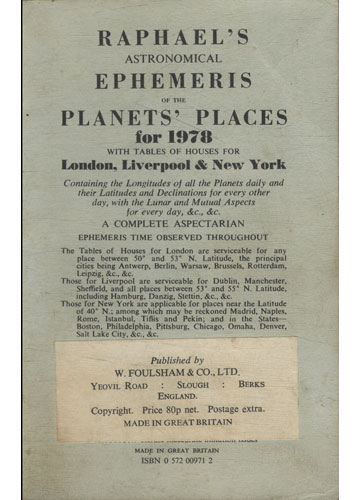 RAPHAEL'S
ASTRONOMICAL
EPHEMERIS
OF THE
PLANETS' PLACES
for 1978
WITH TABLES OF HOUSES FOR
London, Liverpool & New York
Containing the Longitudes of all the Planets daily and
their Latitudes and Declinations for every other
day, with the Lunar and Mutual Aspects
for every day, &c., &c.
A COMPLETE ASPECTARIAN
EPHEMERIS TIME OBSERVED THROUGHOUT
The Tables of Houses for London are serviceable for any
place between 50° and 53° N. Latitude, the principal
cities being Antwerp, Berlin, Warsaw, Brussels, Rotterdam,
Leipzig, &c., &c.
Those for Liverpool are serviceable for Dublin, Manchester,
Sheffield, and all places between 53° and 55° N. Latitude,
including Hamburg, Danzig, Stettin, &c., &c.
Those for New York are applicable for places near the Latitude
of 40° N.; among which may be reckoned Madrid, Naples,
Rome, Istanbul, Tiflis and Pekin; and in the States—
Boston, Philadelphia, Pittsburg, Chicago, Omaha, Denver,
Salt Lake City, &c., &c.
Published by
W. FOULSHAM & CO., LTD.
YEOVIL ROAD : SLOUGH : BERKS
ENGLAND.
Copyright. Price 80p net. Postage extra.
MADE IN GREAT BRITAIN
MADE IN GREAT BRITAIN
ISBN 0 572 00971 2